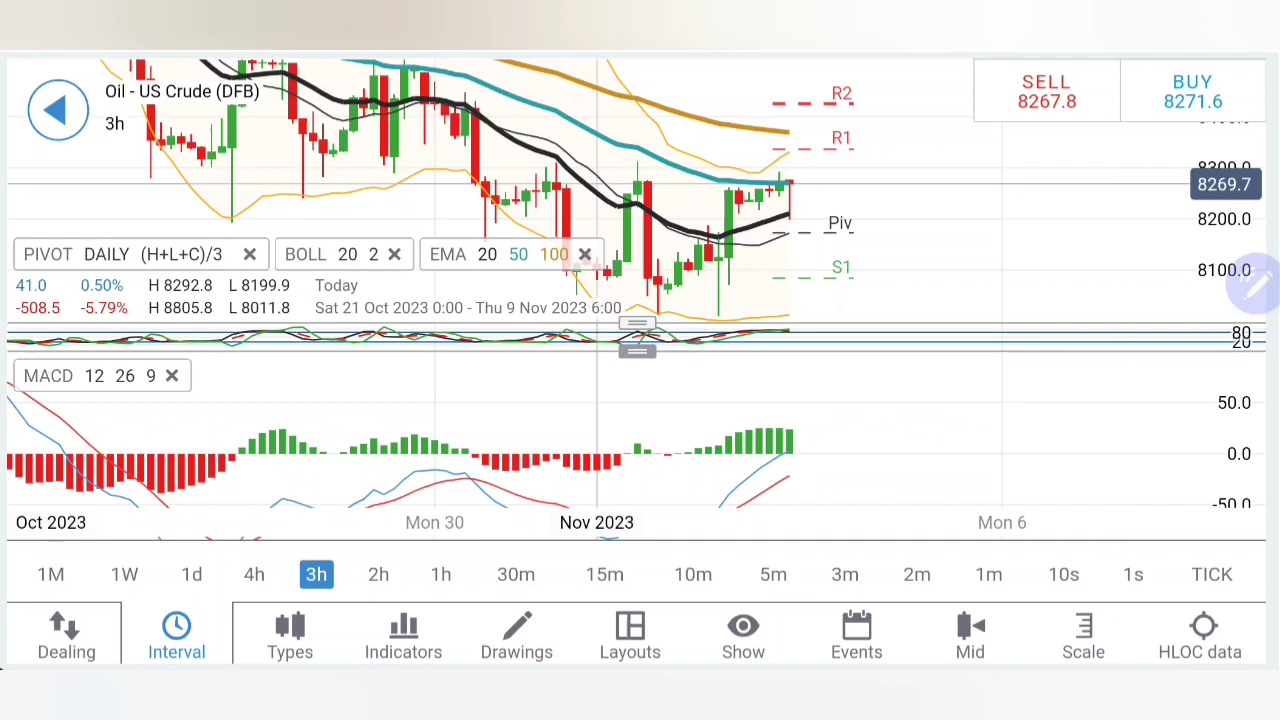 Oil - US Crude (DFB)
3h
SELL
8267.8
BUY
8271.6
R2
R1
8300.0
8269.7
8200.0
Piv
8100.0
S1
PIVOT DAILY (H+L+C)/3
BOLL 20 2
EMA 20 50 100
41.0 0.50% H 8292.8 L 8199.9 Today
-508.5 -5.79% H 8805.8 L 8011.8 Sat 21 Oct 2023 0:00 - Thu 9 Nov 2023 6:00
80
20
MACD 12 26 9
50.0
0.0
-50.0
Oct 2023 Mon 30 Nov 2023 Mon 6
1M 1W 1d 4h 3h 2h 1h 30m 15m 10m 5m 3m 2m 1m 10s 1s TICK
Dealing Interval Types Indicators Drawings Layouts Show Events Mid Scale HLOC data